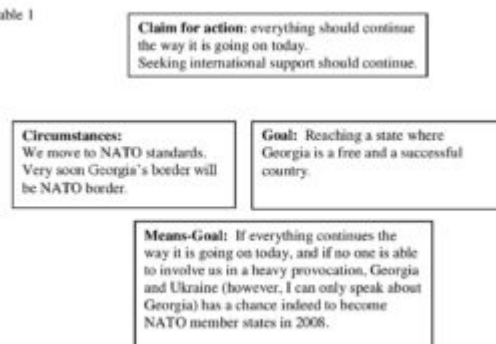 able 1
Claim for action: everything should continue
the way it is going on today.
Seeking international support should continue.
Circumstances:
We move to NATO standards.
Very soon Georgia's border will
be NATO border.
Goal: Reaching a state where
Georgia is a free and a successful
country.
Means-Goal: If everything continues the
way it is going on today, and if no one is able
to involve us in a heavy provocation, Georgia
and Ukraine (however, I can only speak about
Georgia) has a chance indeed to become
NATO member states in 2008.